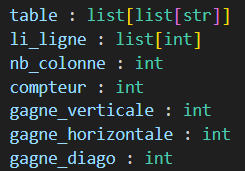 table : list[list[str]]
li_ligne : list[int]
nb_colonne : int
compteur : int
gagne_verticale : int
gagne_horizontale : int
gagne_diago : int